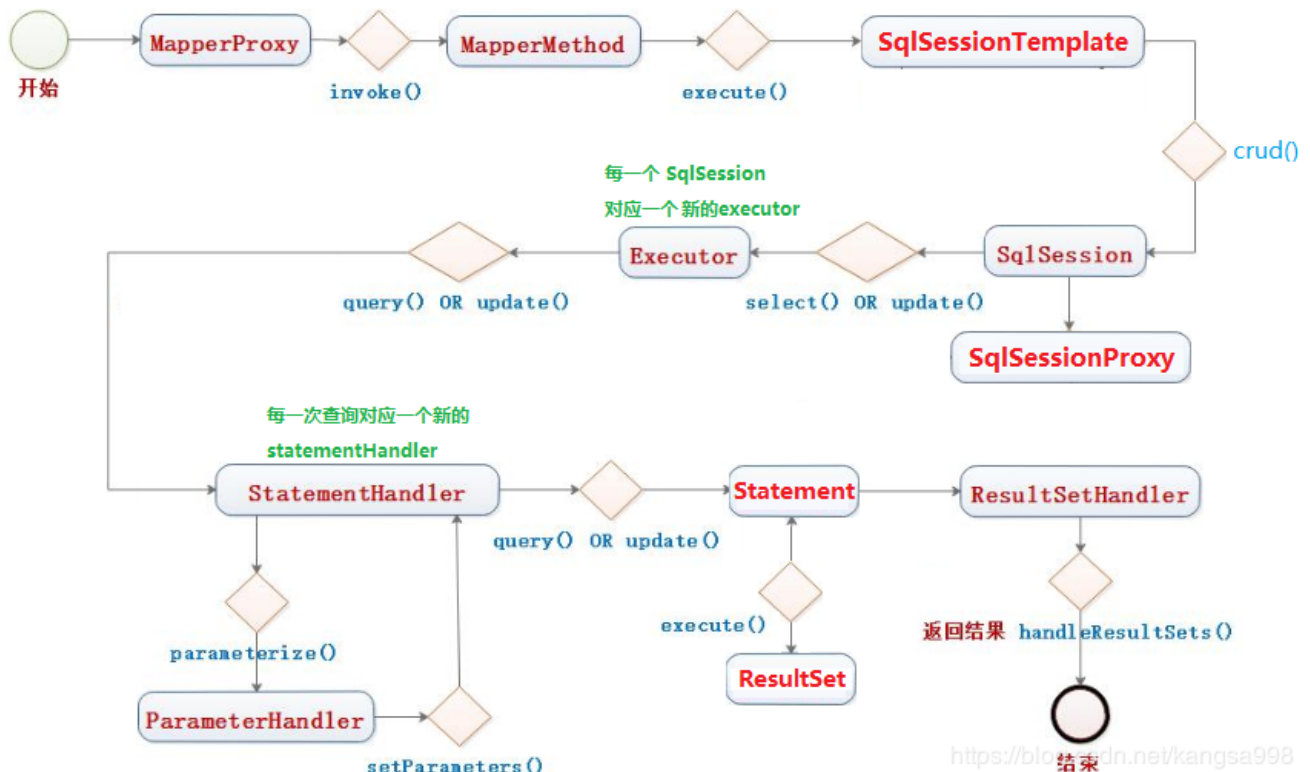 MapperProxy
MapperMethod
SqlSessionTemplate
开始
invoke()
execute()
crud()
每一个 SqlSession
对应一个 新的executor
Executor
SqlSession
query() OR update()
select() OR update()
SqlSessionProxy
每一次查询对应一个新的
statementHandler
StatementHandler
Statement
ResultSetHandler
query() OR update()
execute()
返回结果 handleResultSets()
parameterize()
ResultSet
ParameterHandler
setParameters()
https://blog.csdn.net/kangsa998
结束